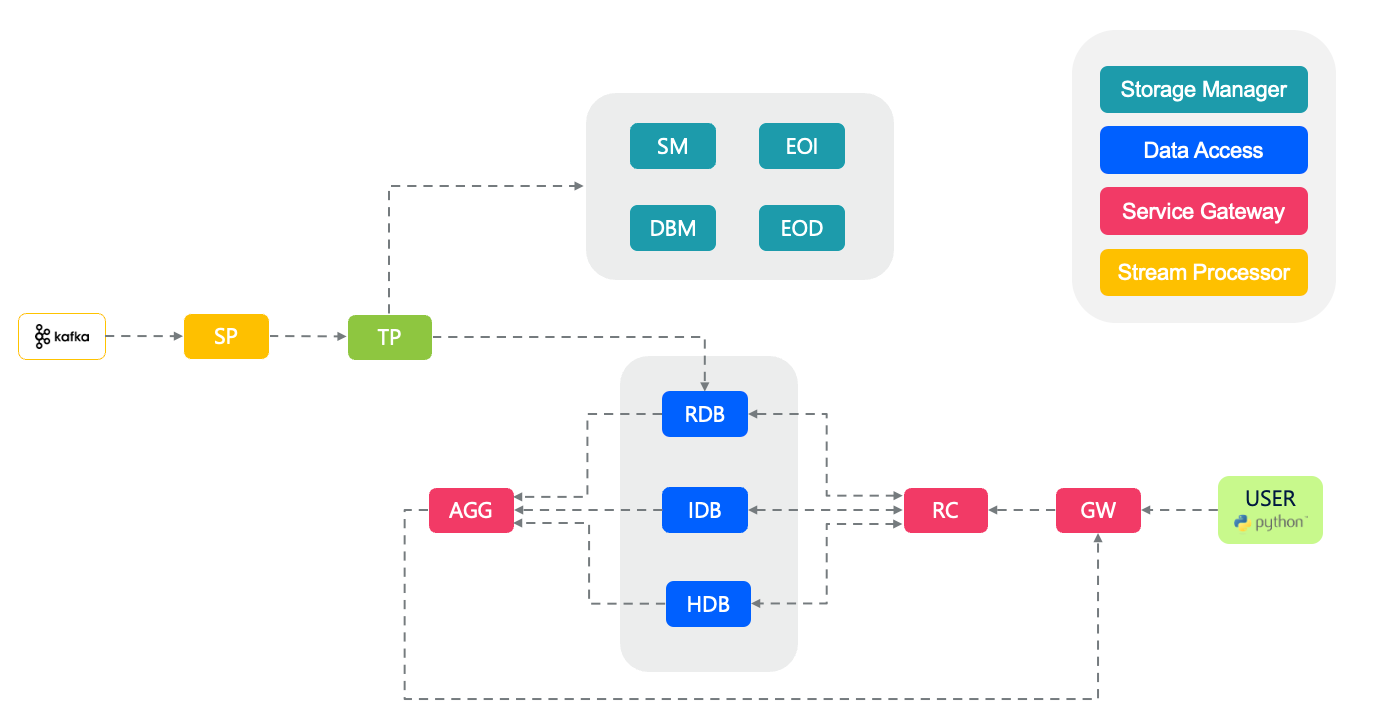 Storage Manager
Data Access
Service Gateway
Stream Processor
SM
EOI
DBM
EOD
kafka
SP
TP
RDB
AGG
IDB
RC
GW
USER
python™
HDB